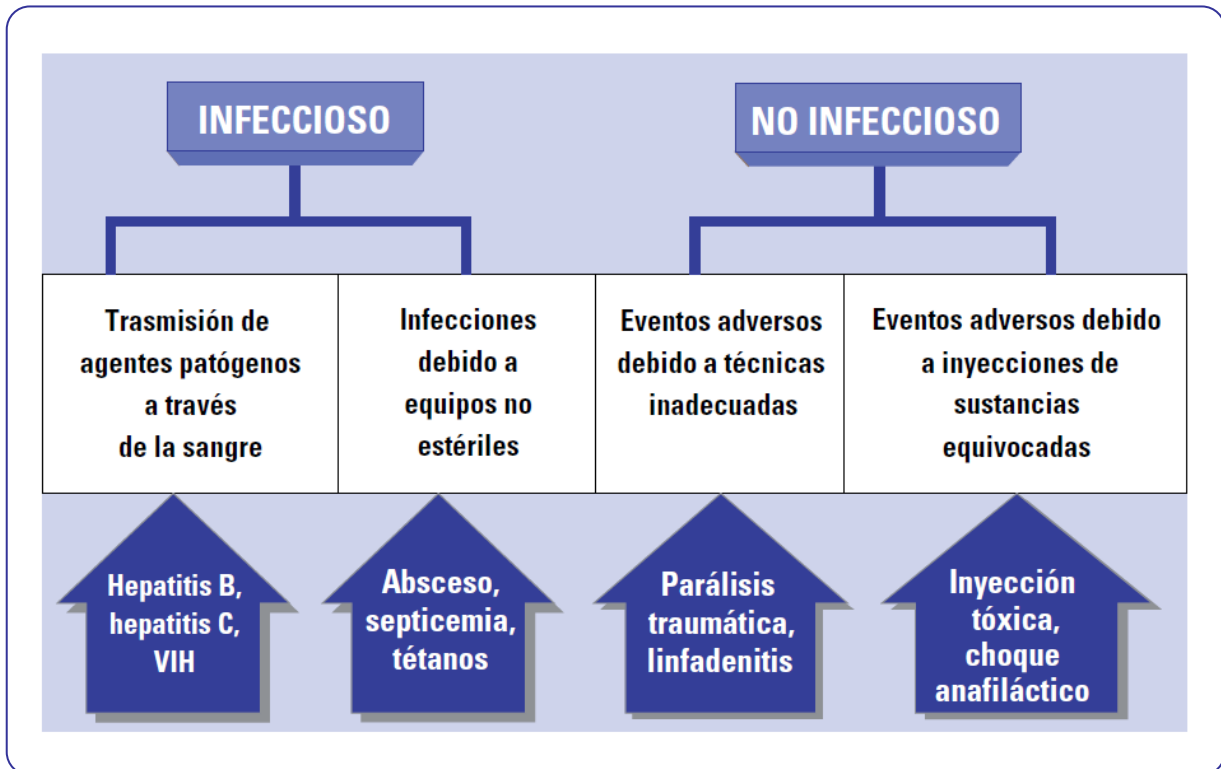 INFECCIOSO
NO INFECCIOSO
Trasmisión de
agentes patógenos
a través
de la sangre
Infecciones
debido a
equipos no
estériles
Eventos adversos
debido a técnicas
inadecuadas
Eventos adversos debido
a inyecciones de
sustancias
equivocadas
Hepatitis B,
hepatitis C,
VIH
Absceso,
septicemia,
tétanos
Parálisis
traumática,
linfadenitis
Inyección
tóxica,
choque
anafiláctico